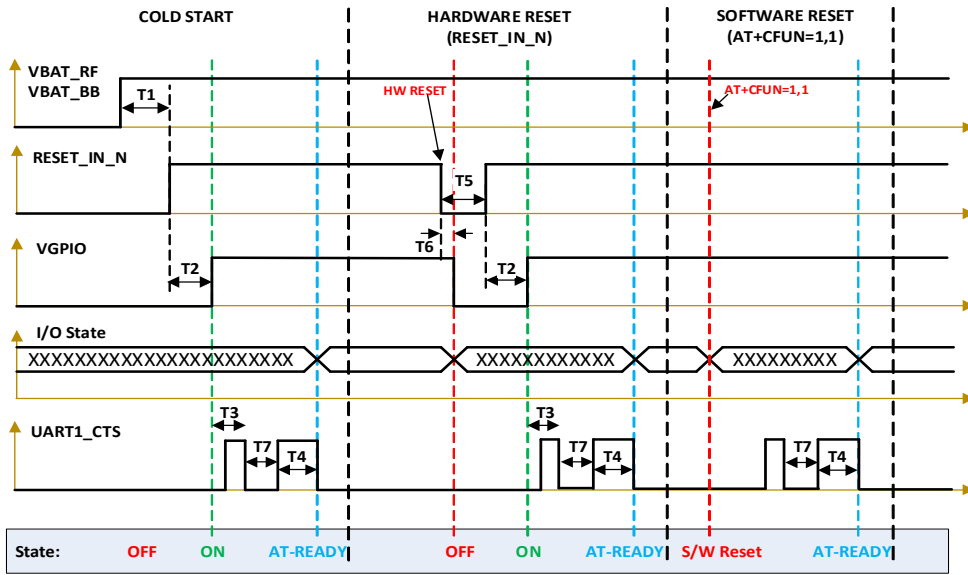 COLD START
HARDWARE RESET
(RESET_IN_N)
SOFTWARE RESET
(AT+CFUN=1,1)
VBAT_RF
VBAT_BB
T1
HW RESET
AT+CFUN=1,1
RESET_IN_N
T5
VGPIO
T6
T2
T2
I/O State
XXXXXXXXXXXXXXXXXXXXXXX
XXXXXXXXXXXX
XXXXXXXXX
UART1_CTS
T3
T7
T4
T3
T7
T4
T7
T4
State:
OFF
ON
AT-READY
OFF
ON
AT-READY
S/W Reset
AT-READY